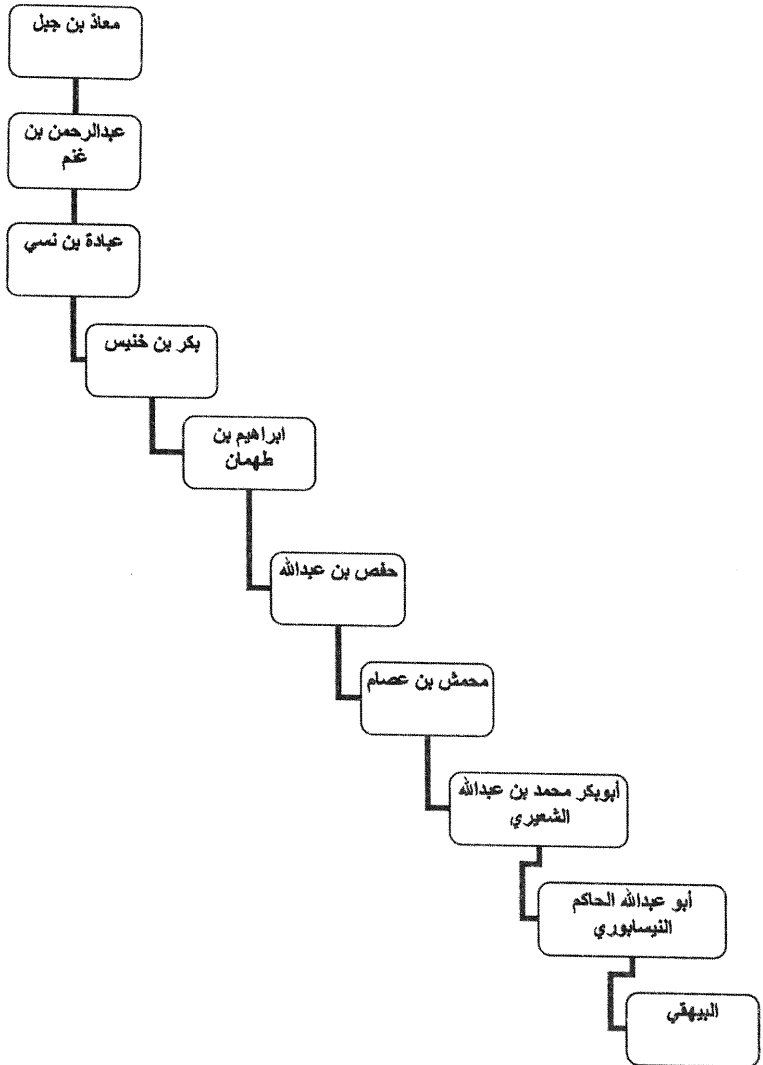 معاذ بن جبل
عبدالرحمن بن
غنم
عبادة بن نسي
بكر بن خنيس
ابراهيم بن
طهمان
حفص بن عبدالله
محمش بن عصام
أبوبكر محمد بن عبدالله
الشعيري
أبو عبدالله الحاكم
النيسابوري
البيهقي